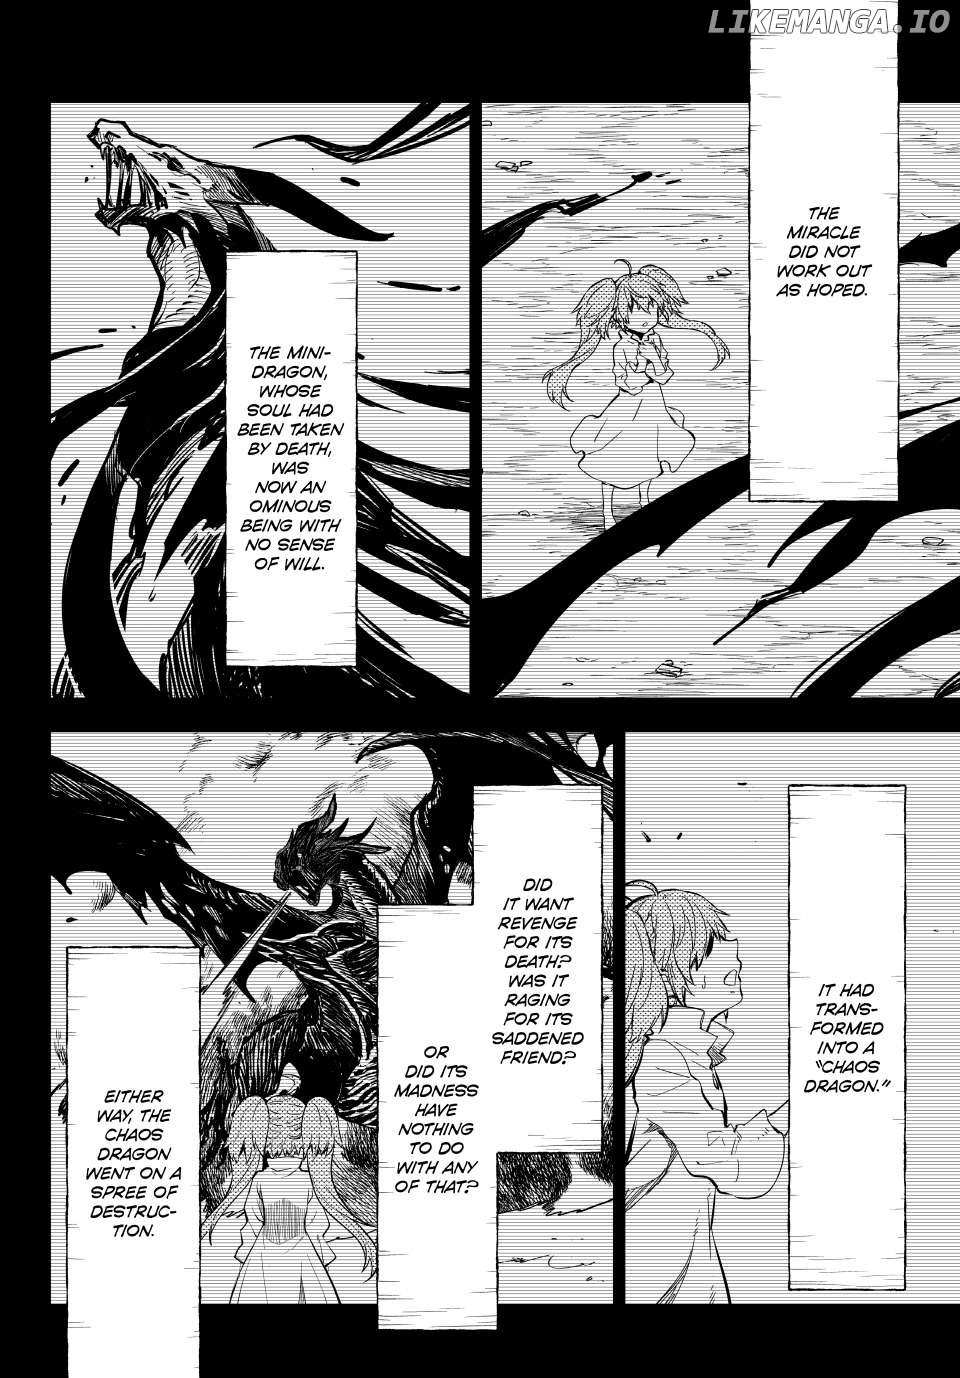 LIKEMANGA.IO
THE
MIRACLE
DID NOT
WORK OUT
AS HOPED.
THE MINI-
DRAGON,
WHOSE
SOUL HAD
BEEN TAKEN
BY DEATH,
WAS
NOW AN
OMINOUS
BEING WITH
NO SENSE
OF WILL.
IT HAD
TRANS-
FORMED
INTO A
"CHAOS
DRAGON."
DID
IT WANT
REVENGE
FOR ITS
DEATH?
WAS IT
RAGING
FOR ITS
SADDENED
FRIEND?
OR
DID ITS
MADNESS
HAVE
NOTHING
TO DO
WITH ANY
OF THAT?
EITHER
WAY, THE
CHAOS
DRAGON
WENT ON A
SPREE OF
DESTRUC-
TION.